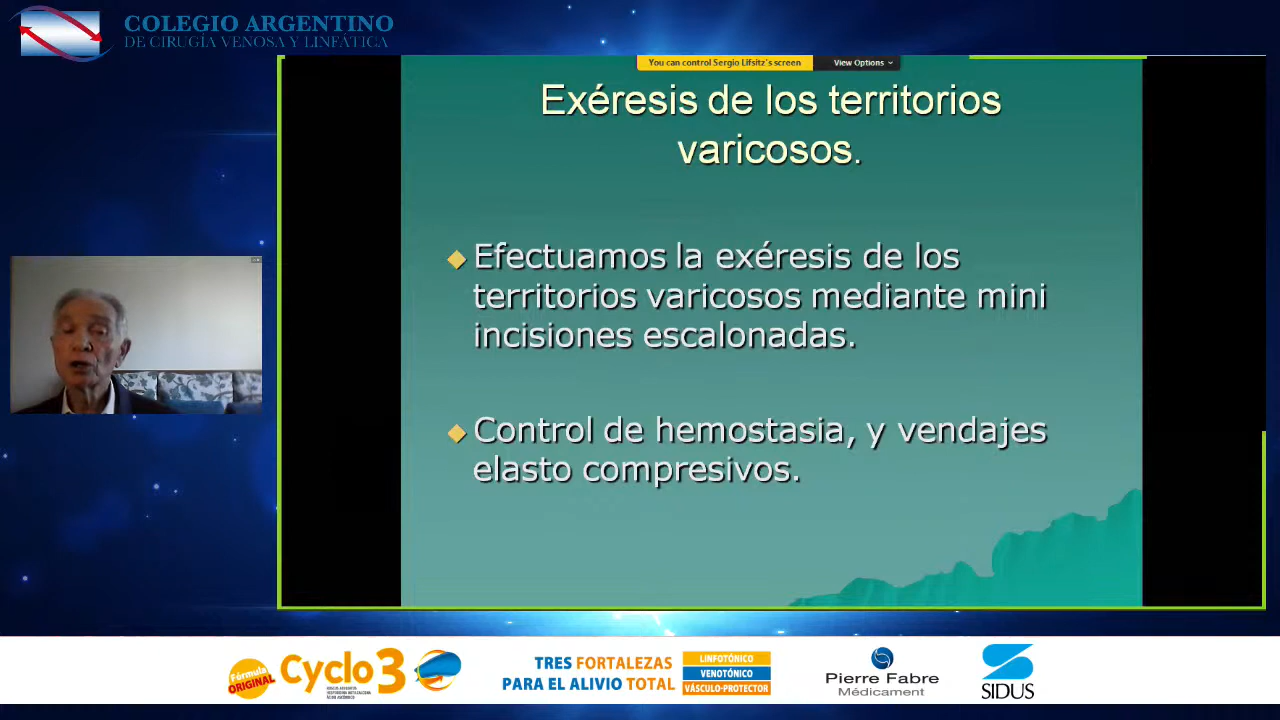 COLEGIO ARGENTINO
DE CIRUGÍA VENOSA Y LINFÁTICA
You can control Sergio Lifsitz's screen
View Options
Exéresis de los territorios
varicosos.
Efectuamos la exéresis de los
territorios varicosos mediante mini
incisiones escalonadas.
Control de hemostasia, y vendajes
elasto compresivos.
Fórmula
ORIGINAL
Cyclo 3
TRES FORTALEZAS
PARA EL ALIVIO TOTAL
LINFOTÓNICO
VENOTÓNICO
VÁSCULO-PROTECTOR
Pierre Fabre
Médicament
SIDUS